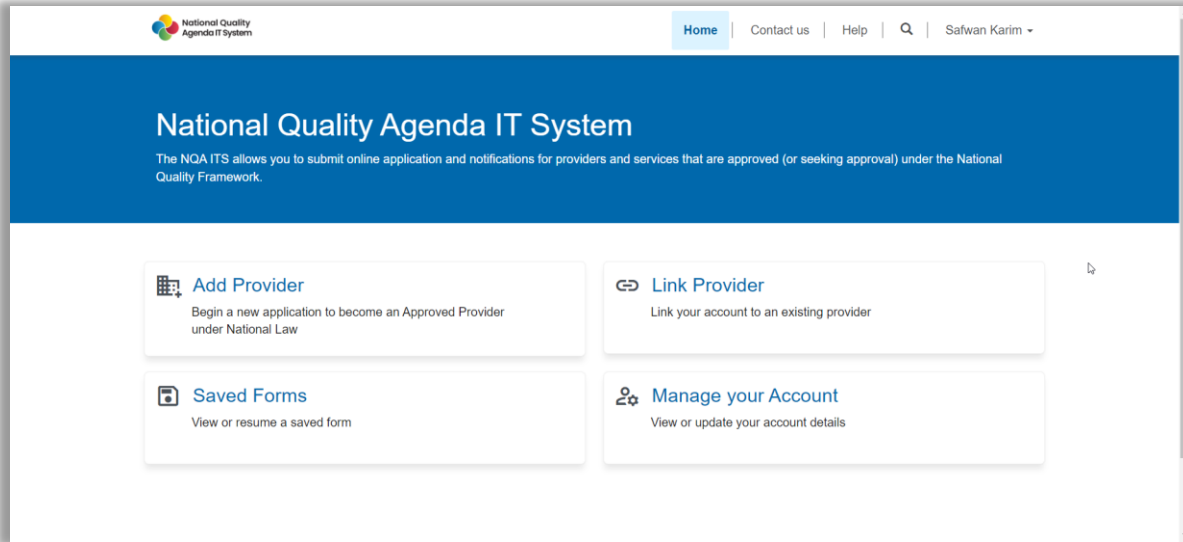 National Quality
Agenda IT System
Home
Contact us
Help
Safwan Karim
National Quality Agenda IT System
The NQA ITS allows you to submit online application and notifications for providers and services that are approved (or seeking approval) under the National
Quality Framework.
Add Provider
Begin a new application to become an Approved Provider
under National Law
Link Provider
Link your account to an existing provider
Saved Forms
View or resume a saved form
Manage your Account
View or update your account details